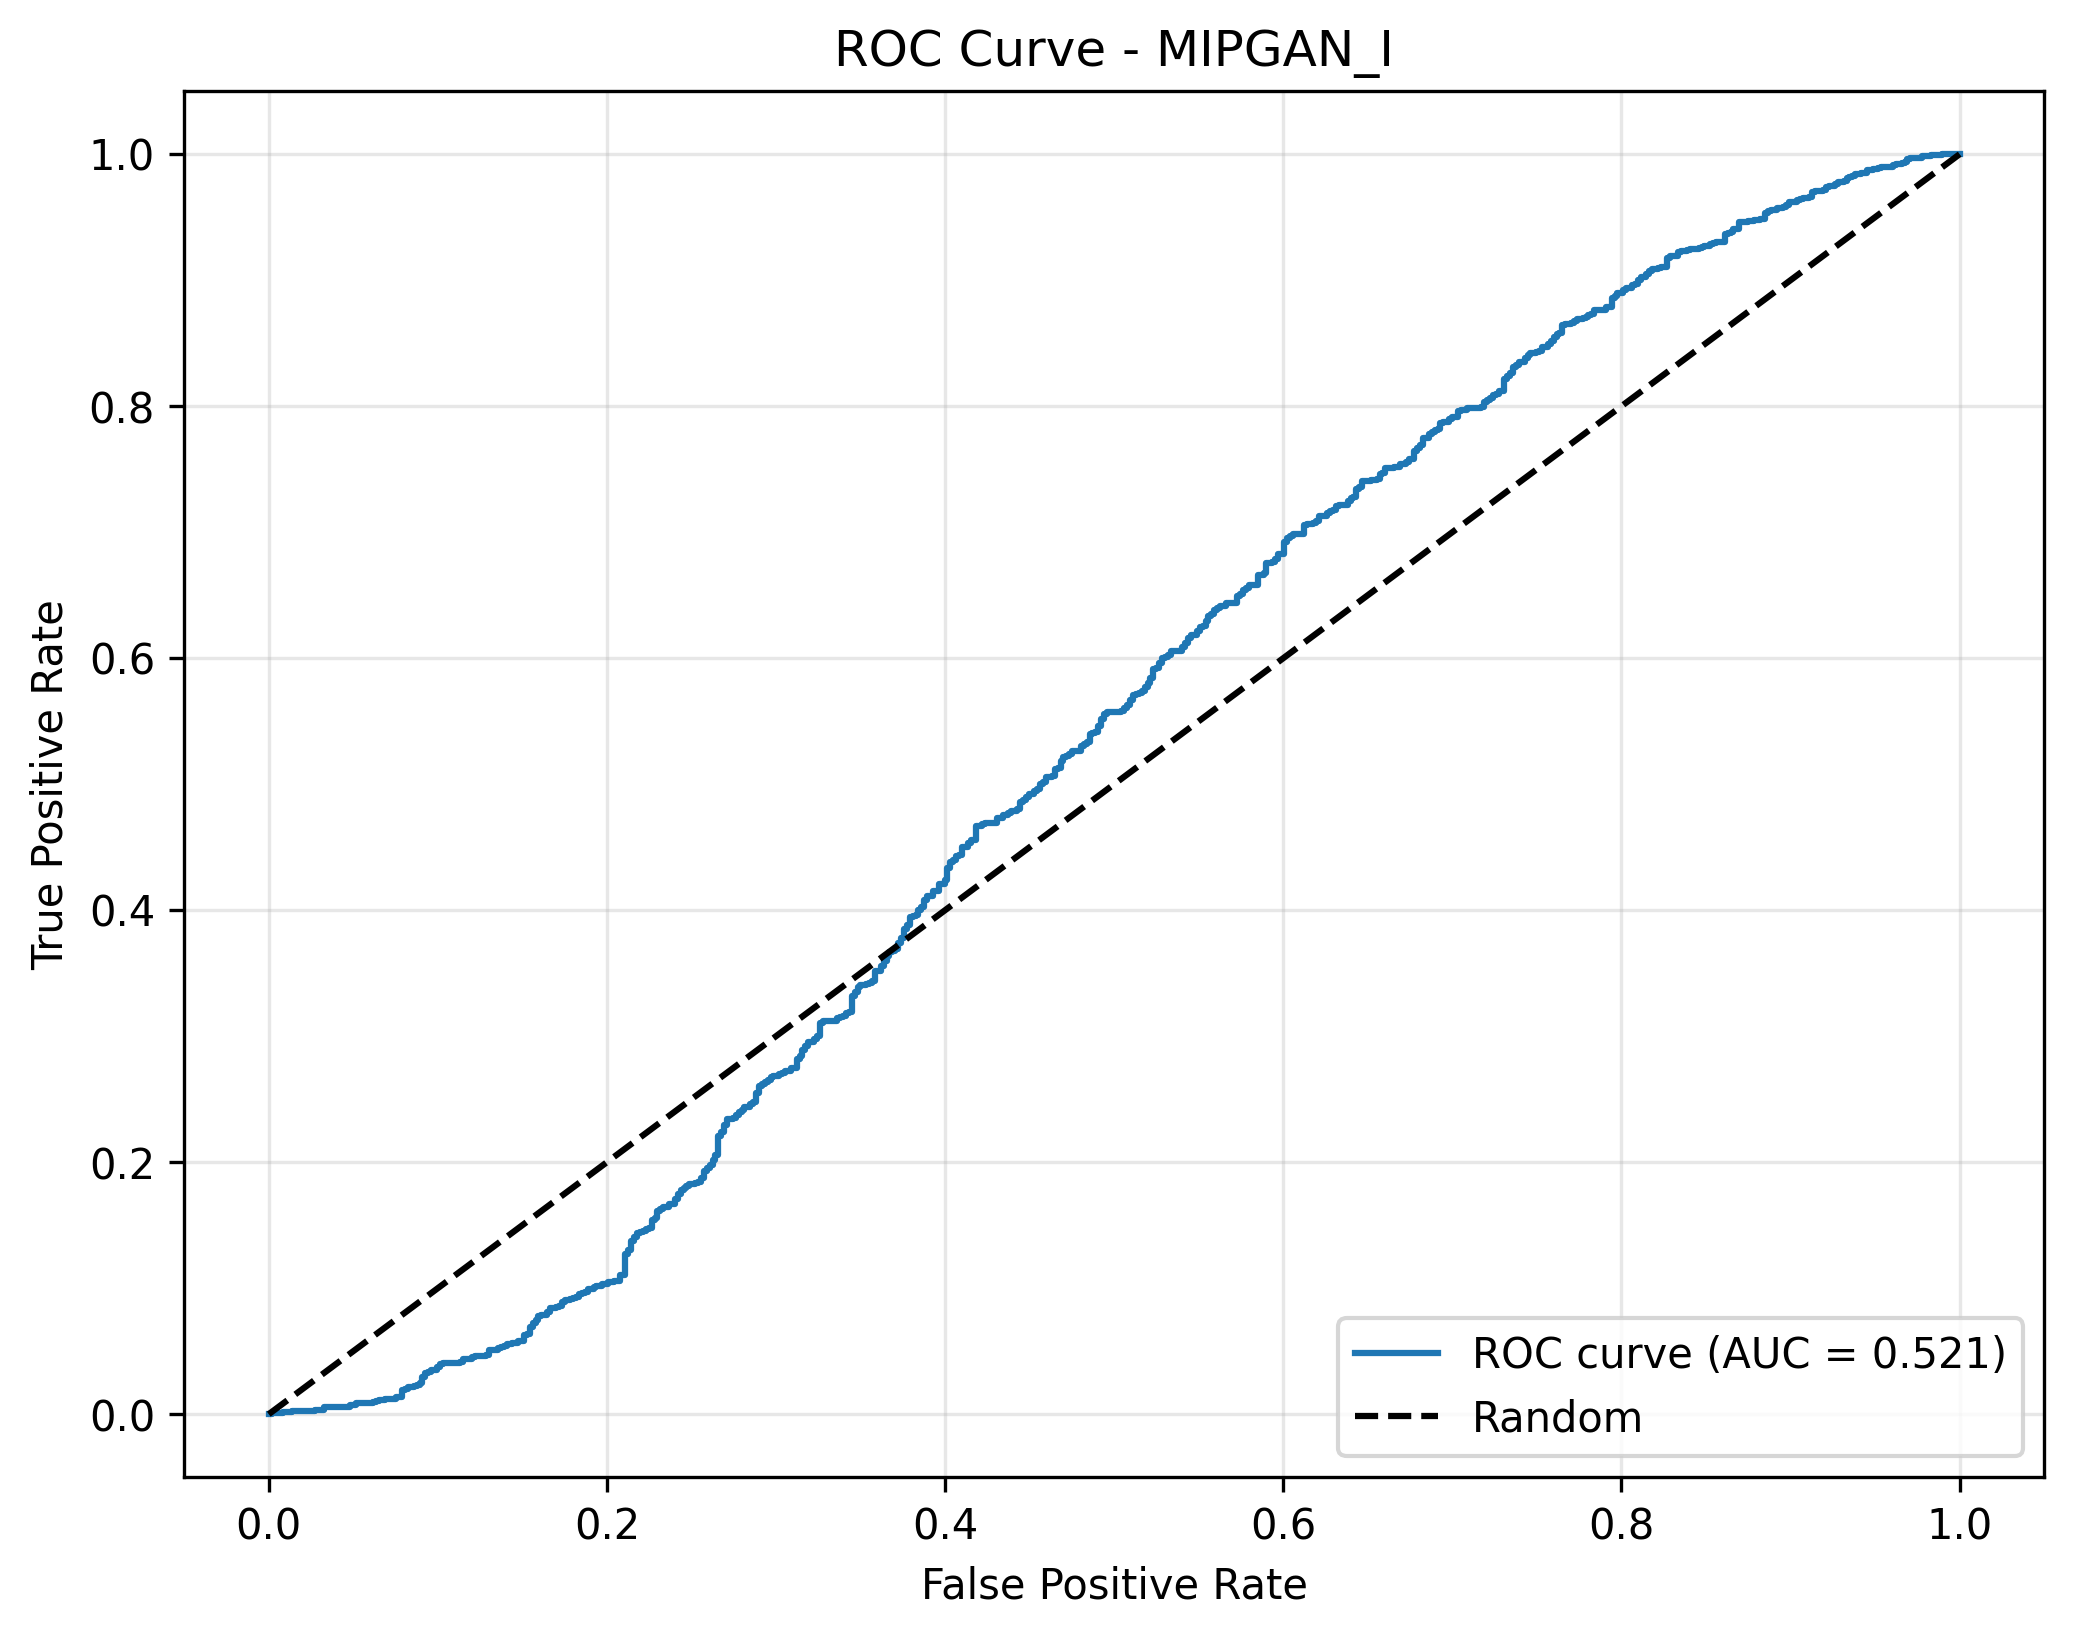 ROC Curve - MIPGAN_I
True Positive Rate
1.0
0.8
0.6
0.4
0.2
0.0
ROC curve (AUC = 0.521)
Random
0.0 0.2 0.4 0.6 0.8 1.0
False Positive Rate